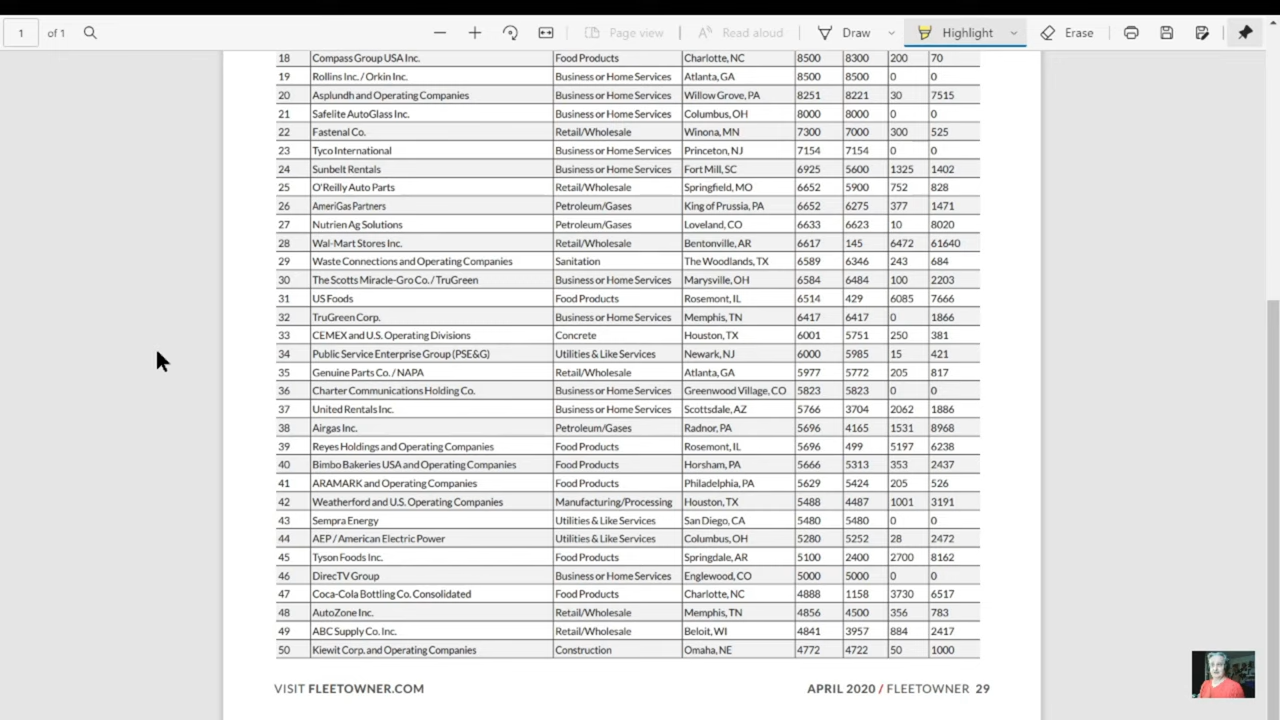 1 of 1 Page view Read aloud Draw Highlight Erase
18 Compass Group USA Inc. Food Products Charlotte, NC 8500 8300 200 70
19 Rollins Inc. / Orkin Inc. Business or Home Services Atlanta, GA 8500 8500 0 0
20 Asplundh and Operating Companies Business or Home Services Willow Grove, PA 8251 8221 30 7515
21 Safelite AutoGlass Inc. Business or Home Services Columbus, OH 8000 8000 0 0
22 Fastenal Co. Retail/Wholesale Winona, MN 7300 7000 300 525
23 Tyco International Business or Home Services Princeton, NJ 7154 7154 0 0
24 Sunbelt Rentals Business or Home Services Fort Mill, SC 6925 5600 1325 1402
25 O'Reilly Auto Parts Retail/Wholesale Springfield, MO 6652 5900 752 828
26 AmeriGas Partners Petroleum/Gases King of Prussia, PA 6652 6275 377 1471
27 Nutrien Ag Solutions Petroleum/Gases Loveland, CO 6633 6623 10 8020
28 Wal-Mart Stores Inc. Retail/Wholesale Bentonville, AR 6617 145 6472 61640
29 Waste Connections and Operating Companies Sanitation The Woodlands, TX 6589 6346 243 684
30 The Scotts Miracle-Gro Co. / TruGreen Business or Home Services Marysville, OH 6584 6484 100 2203
31 US Foods Food Products Rosemont, IL 6514 429 6085 7666
32 TruGreen Corp. Business or Home Services Memphis, TN 6417 6417 0 1866
33 CEMEX and U.S. Operating Divisions Concrete Houston, TX 6001 5751 250 381
34 Public Service Enterprise Group (PSE&G) Utilities & Like Services Newark, NJ 6000 5985 15 421
35 Genuine Parts Co. / NAPA Retail/Wholesale Atlanta, GA 5977 5772 205 817
36 Charter Communications Holding Co. Business or Home Services Greenwood Village, CO 5823 5823 0 0
37 United Rentals Inc. Business or Home Services Scottsdale, AZ 5766 3704 2062 1886
38 Airgas Inc. Petroleum/Gases Radnor, PA 5696 4165 1531 8968
39 Reyes Holdings and Operating Companies Food Products Rosemont, IL 5696 499 5197 6238
40 Bimbo Bakeries USA and Operating Companies Food Products Horsham, PA 5666 5313 353 2437
41 ARAMARK and Operating Companies Food Products Philadelphia, PA 5629 5424 205 526
42 Weatherford and U.S. Operating Companies Manufacturing/Processing Houston, TX 5488 4487 1001 3191
43 Sempra Energy Utilities & Like Services San Diego, CA 5480 5480 0 0
44 AEP / American Electric Power Utilities & Like Services Columbus, OH 5280 5252 28 2472
45 Tyson Foods Inc. Food Products Springdale, AR 5100 2400 2700 8162
46 DirecTV Group Business or Home Services Englewood, CO 5000 5000 0 0
47 Coca-Cola Bottling Co. Consolidated Food Products Charlotte, NC 4888 1158 3730 6517
48 AutoZone Inc. Retail/Wholesale Memphis, TN 4856 4500 356 783
49 ABC Supply Co. Inc. Retail/Wholesale Beloit, WI 4841 3957 884 2417
50 Kiewit Corp. and Operating Companies Construction Omaha, NE 4772 4722 50 1000
VISIT FLEETOWNER.COM APRIL 2020 / FLEETOWNER 29